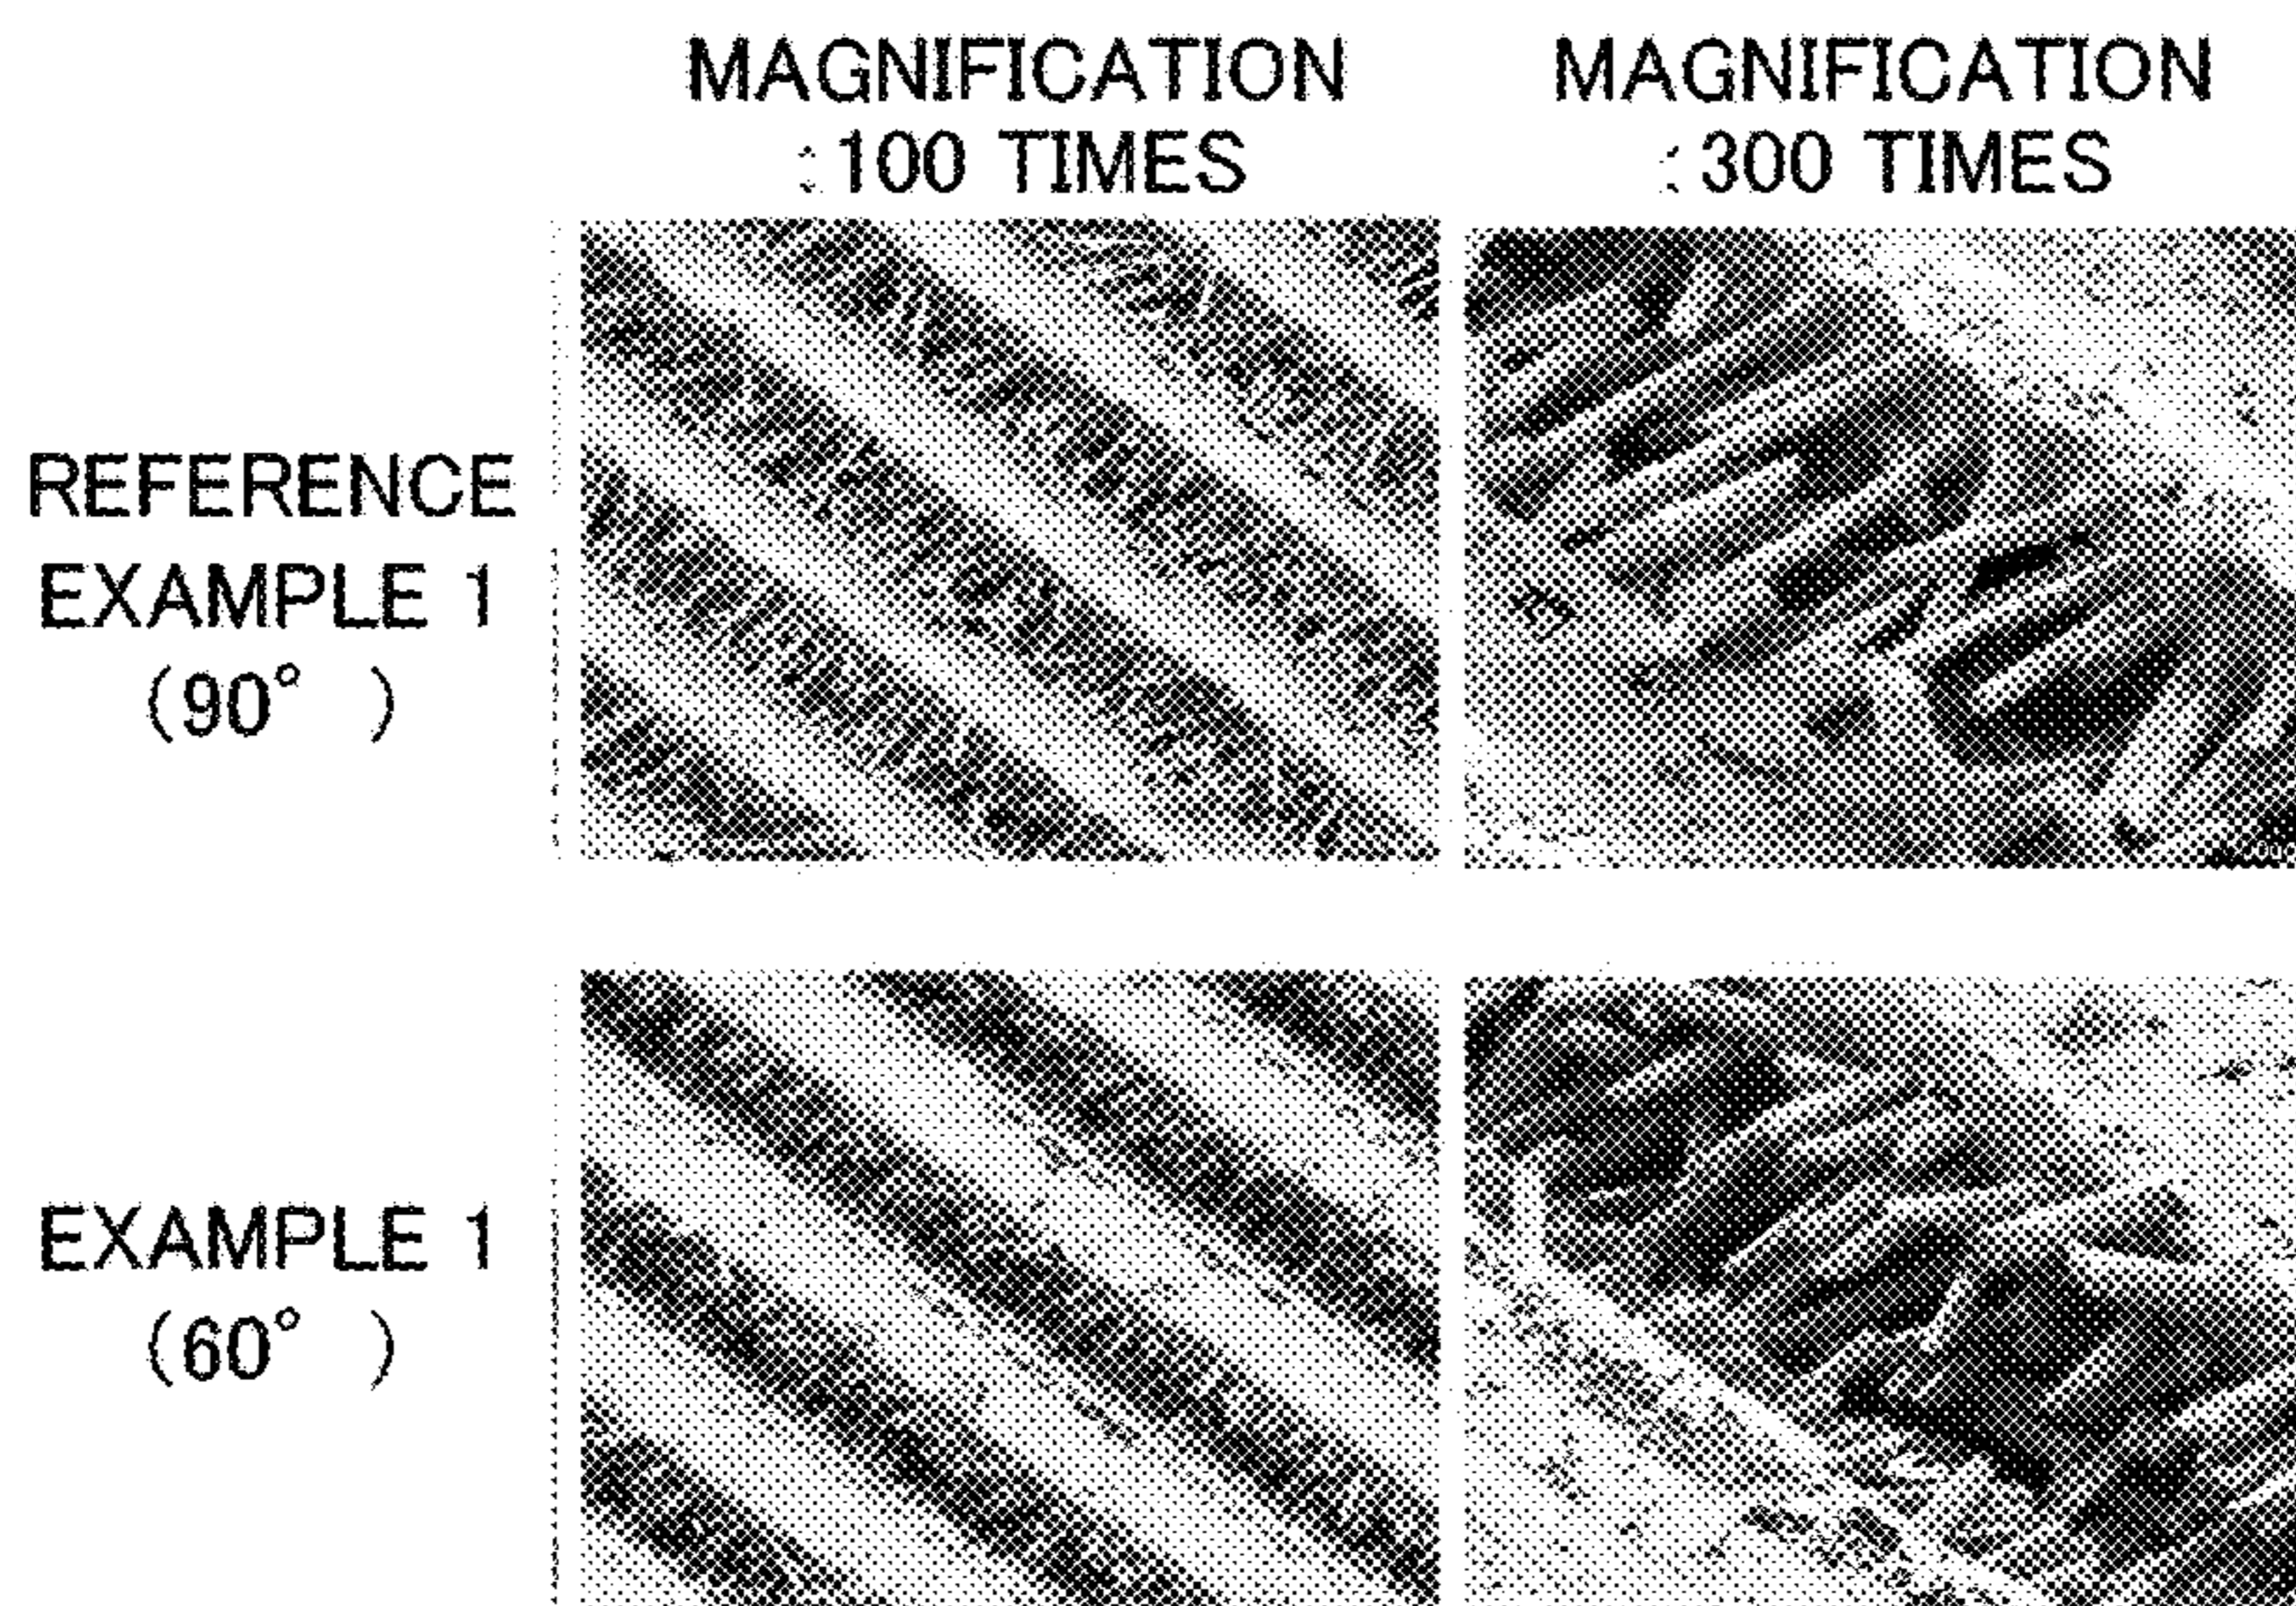 MAGNIFICATION
:100 TIMES
MAGNIFICATION
:300 TIMES
REFERENCE
EXAMPLE 1
(90° )
EXAMPLE 1
(60° )